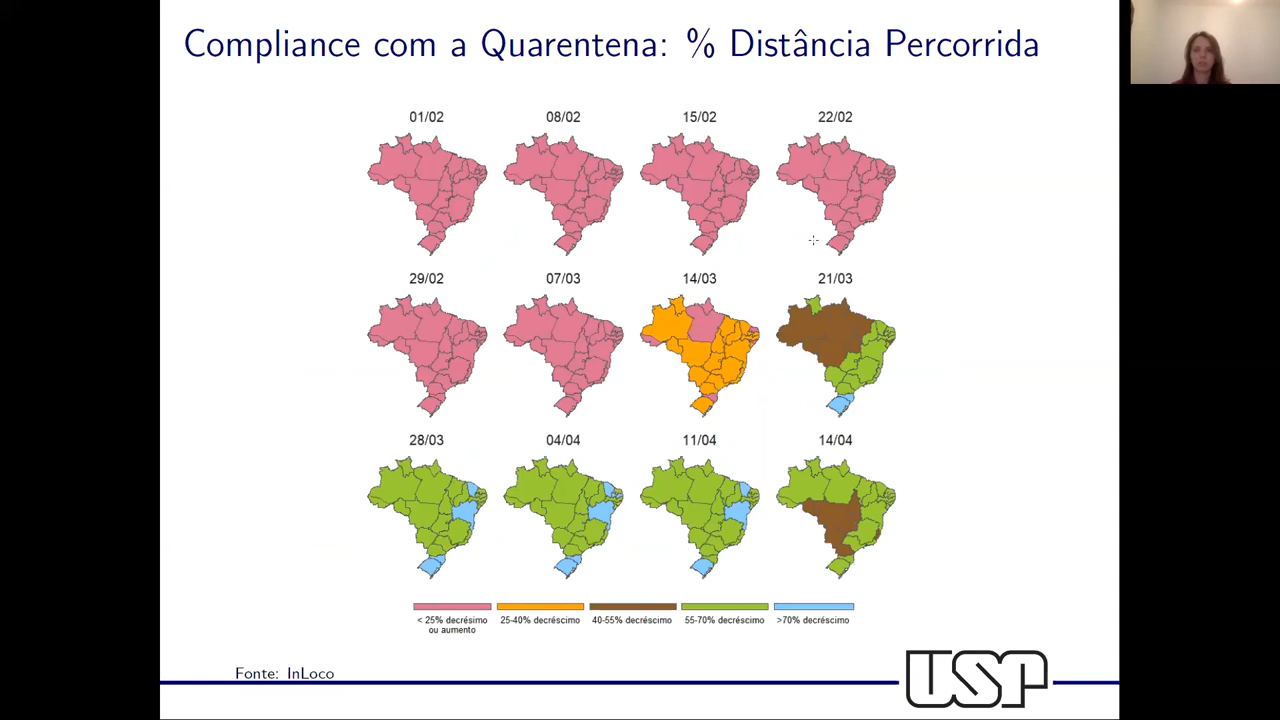 Compliance com a Quarentena: % Distância Percorrida
01/02
08/02
15/02
22/02
29/02
07/03
14/03
21/03
28/03
04/04
11/04
14/04
< 25% decrésimo
ou aumento
25-40% decréscimo
40-55% decréscimo
55-70% decréscimo
>70% decréscimo
Fonte: InLoco
USP